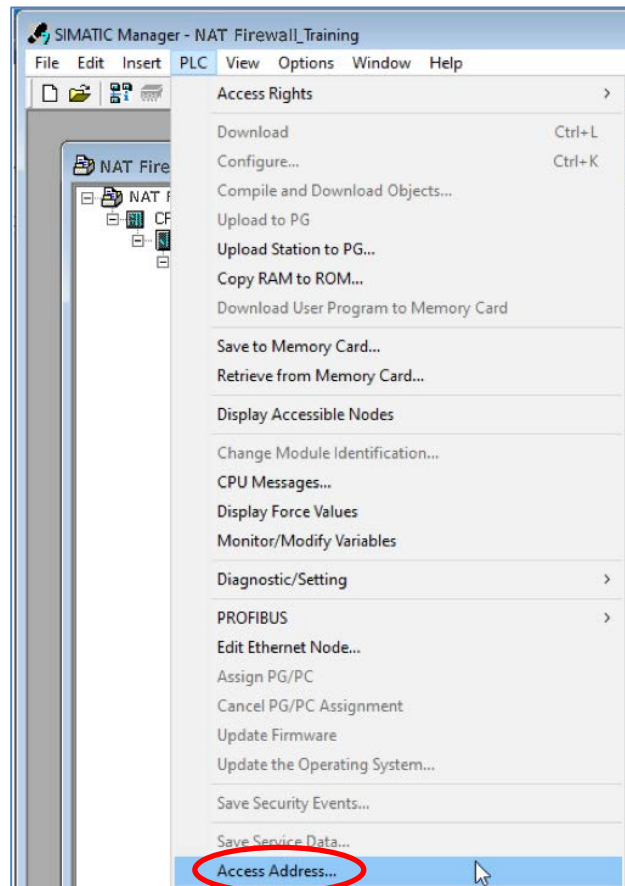 SIMATIC Manager - NAT Firewall_Training
File Edit Insert PLC View Options Window Help
Access Rights
Download Ctrl+L
NAT Fire
Configure... Ctrl+K
NAT F
Compile and Download Objects...
CF
Upload to PG
Upload Station to PG...
Copy RAM to ROM...
Download User Program to Memory Card
Save to Memory Card...
Retrieve from Memory Card...
Display Accessible Nodes
Change Module Identification...
CPU Messages...
Display Force Values
Monitor/Modify Variables
Diagnostic/Setting
PROFIBUS
Edit Ethernet Node...
Assign PG/PC
Cancel PG/PC Assignment
Update Firmware
Update the Operating System...
Save Security Events...
Save Service Data...
Access Address...